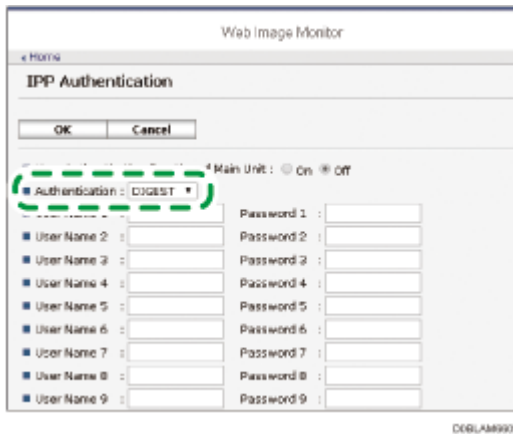 Web Image Monitor
« Home
IPP Authentication
OK Cancel
Main Unit : On Off
Authentication : DIGEST
Password 1 :
User Name 2 : Password 2 :
User Name 3 : Password 3 :
User Name 4 : Password 4 :
User Name 5 : Password 5 :
User Name 6 : Password 6 :
User Name 7 : Password 7 :
User Name 8 : Password 8 :
User Name 9 : Password 9 :